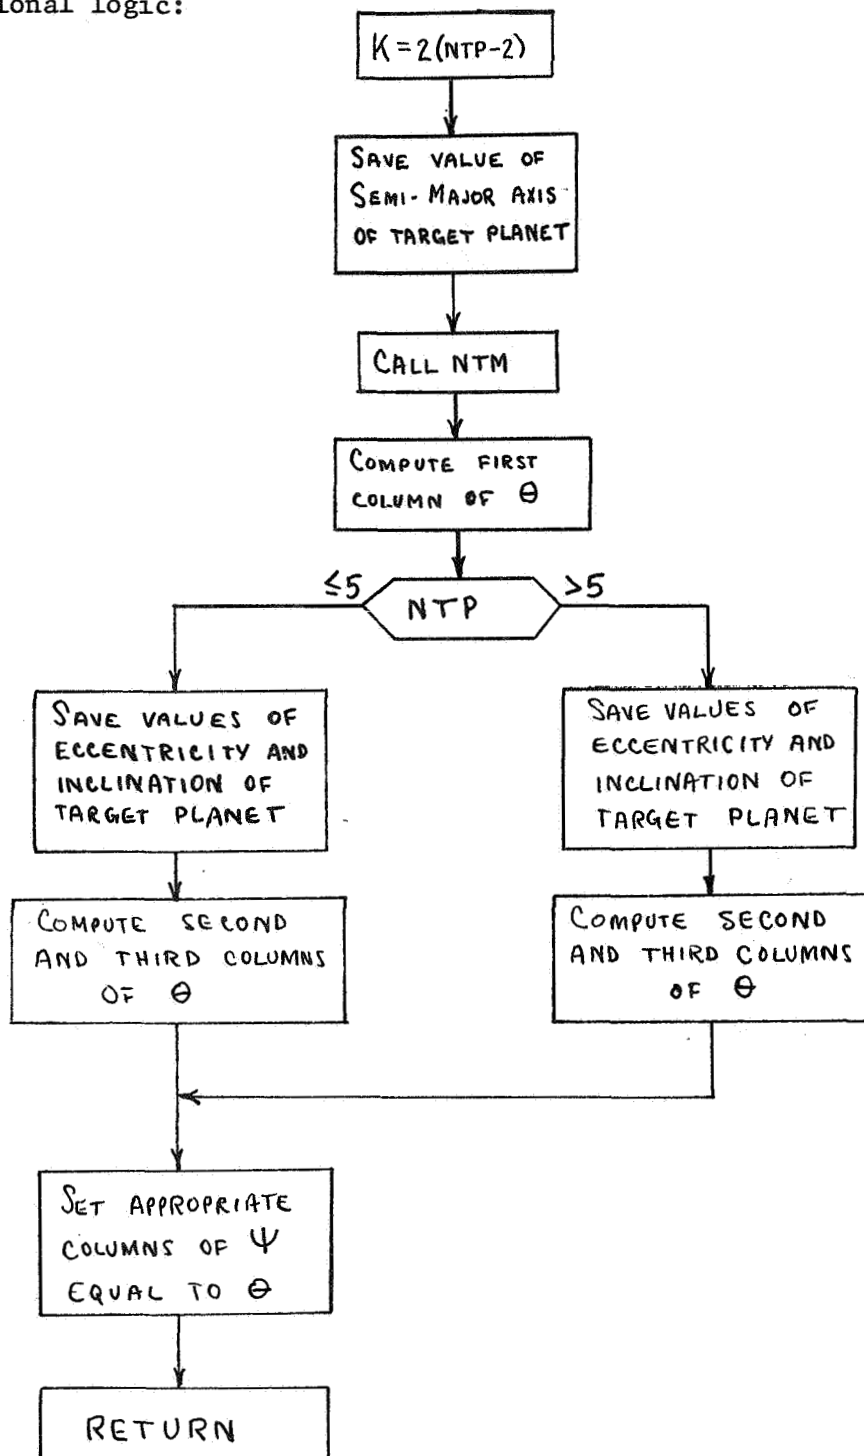 ional logic:
K = 2(NTP-2)
SAVE VALUE OF
SEMI-MAJOR AXIS
OF TARGET PLANET
CALL NTM
COMPUTE FIRST
COLUMN OF θ
≤5
NTP
>5
SAVE VALUES OF
ECCENTRICITY AND
INCLINATION OF
TARGET PLANET
SAVE VALUES OF
ECCENTRICITY AND
INCLINATION OF
TARGET PLANET
COMPUTE SECOND
AND THIRD COLUMNS
OF θ
COMPUTE SECOND
AND THIRD COLUMNS
OF θ
SET APPROPRIATE
COLUMNS OF Ψ
EQUAL TO θ
RETURN